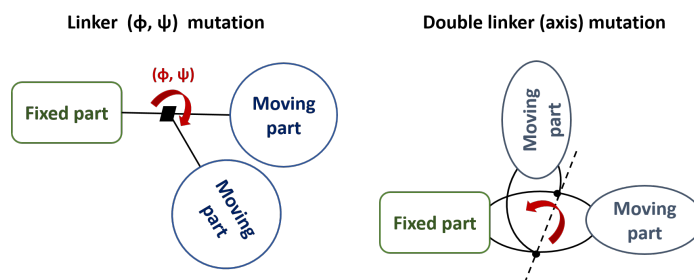 Linker (ϕ, ψ) mutation
Double linker (axis) mutation
(ϕ, ψ)
Fixed part
Moving
part
Moving
part
Moving
part
Fixed part
Moving
part